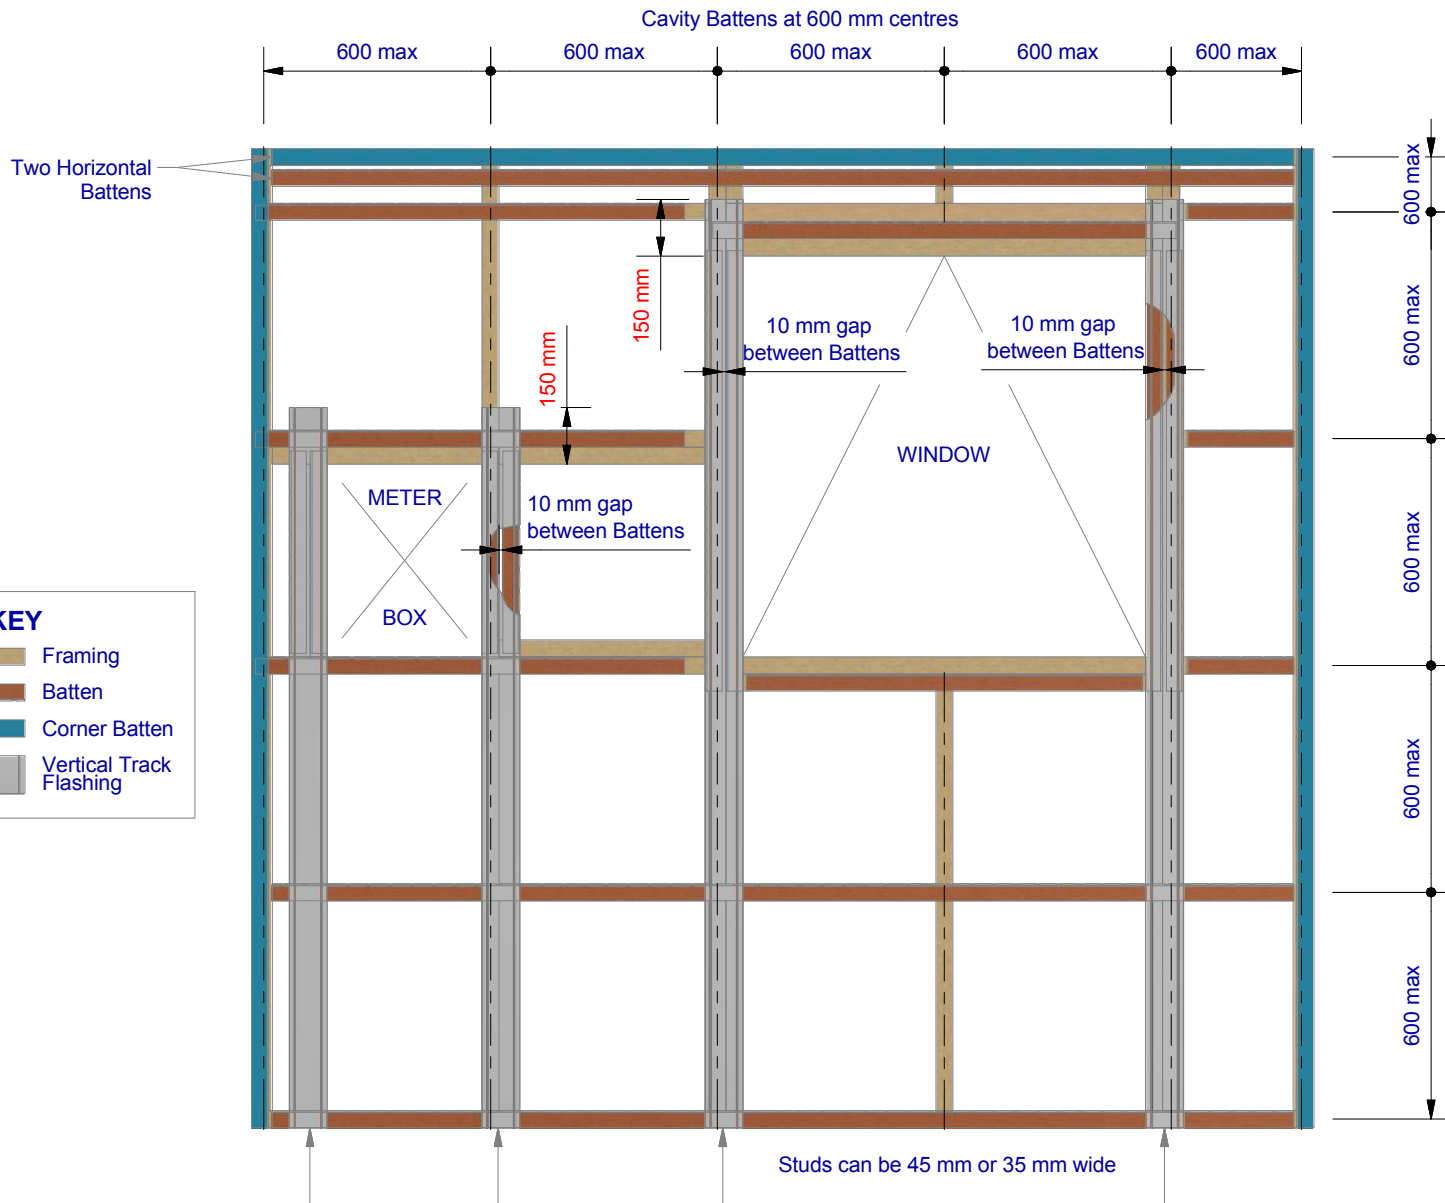 Cavity Battens at 600 mm centres
600 max
600 max
600 max
600 max
600 max
Two Horizontal
Battens
600 max
600 max
600 max
600 max
600 max
150 mm
150 mm
10 mm gap
between Battens
10 mm gap
between Battens
WINDOW
METER
BOX
10 mm gap
between Battens
KEY
Framing
Batten
Corner Batten
Vertical Track
Flashing
Studs can be 45 mm or 35 mm wide